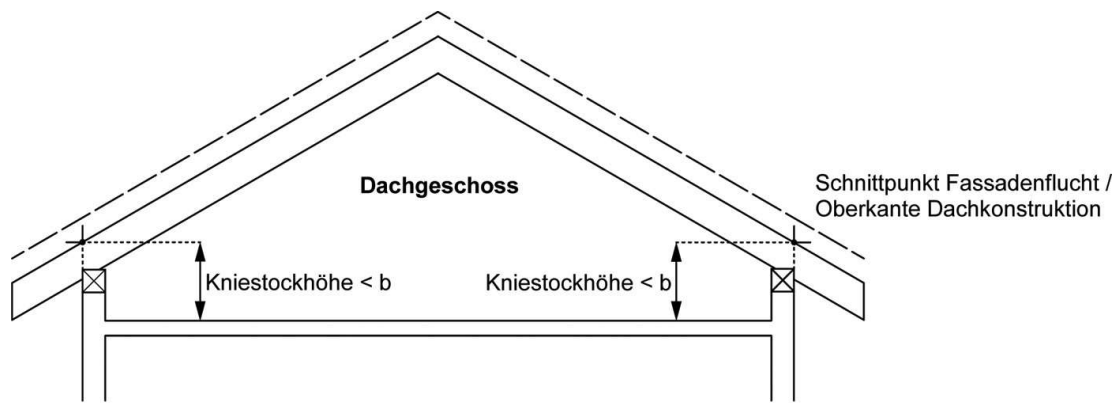 Dachgeschoss
Schnittpunkt Fassadenflucht /
Oberkante Dachkonstruktion
Kniestockhöhe < b
Kniestockhöhe < b